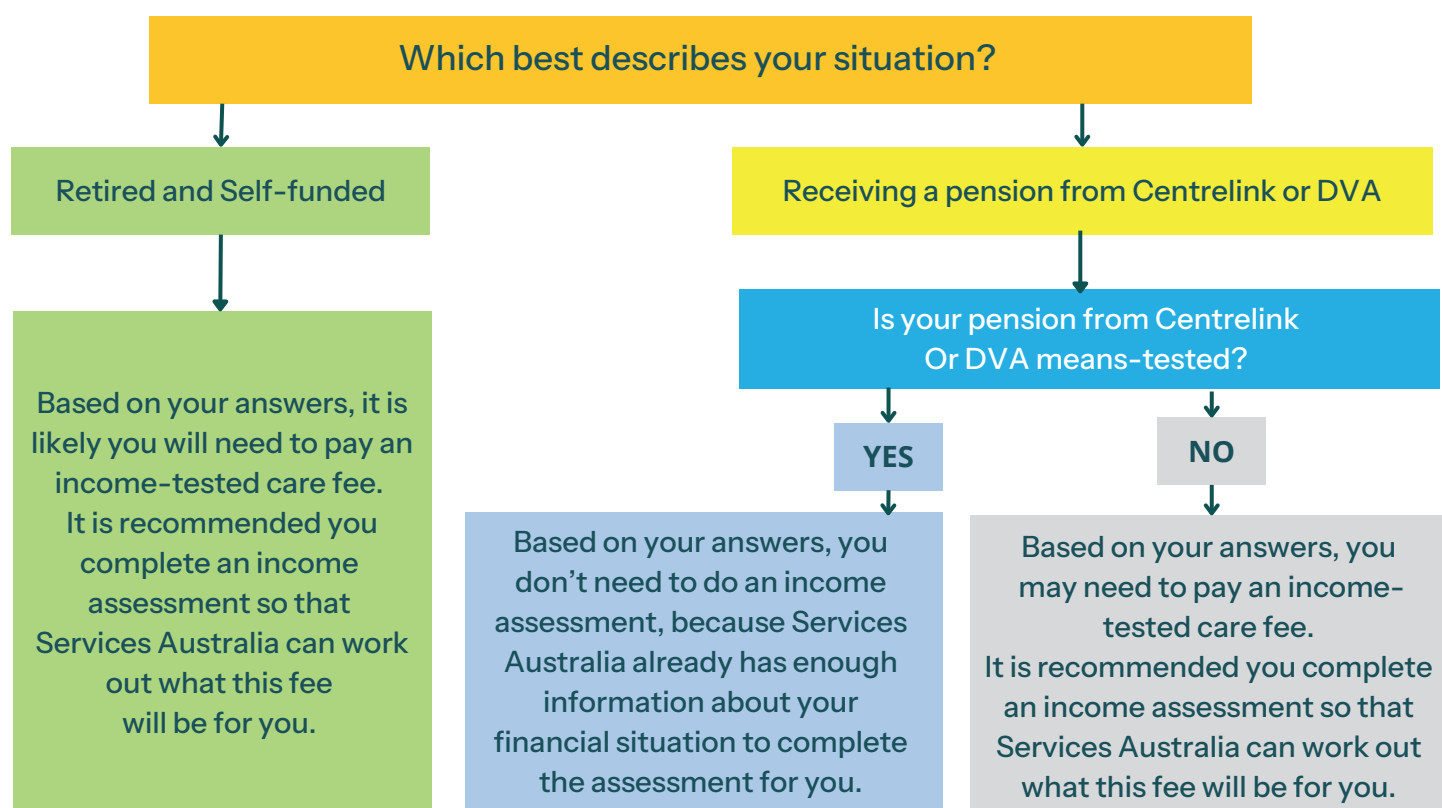 Which best describes your situation?
Retired and Self-funded
Receiving a pension from Centrelink or DVA
Is your pension from Centrelink
Or DVA means-tested?
YES
NO
Based on your answers, it is
likely you will need to pay an
income-tested care fee.
It is recommended you
complete an income
assessment so that
Services Australia can work
out what this fee
will be for you.
Based on your answers, you
don’t need to do an income
assessment, because Services
Australia already has enough
information about your
financial situation to complete
the assessment for you.
Based on your answers, you
may need to pay an income-
tested care fee.
It is recommended you complete
an income assessment so that
Services Australia can work out
what this fee will be for you.